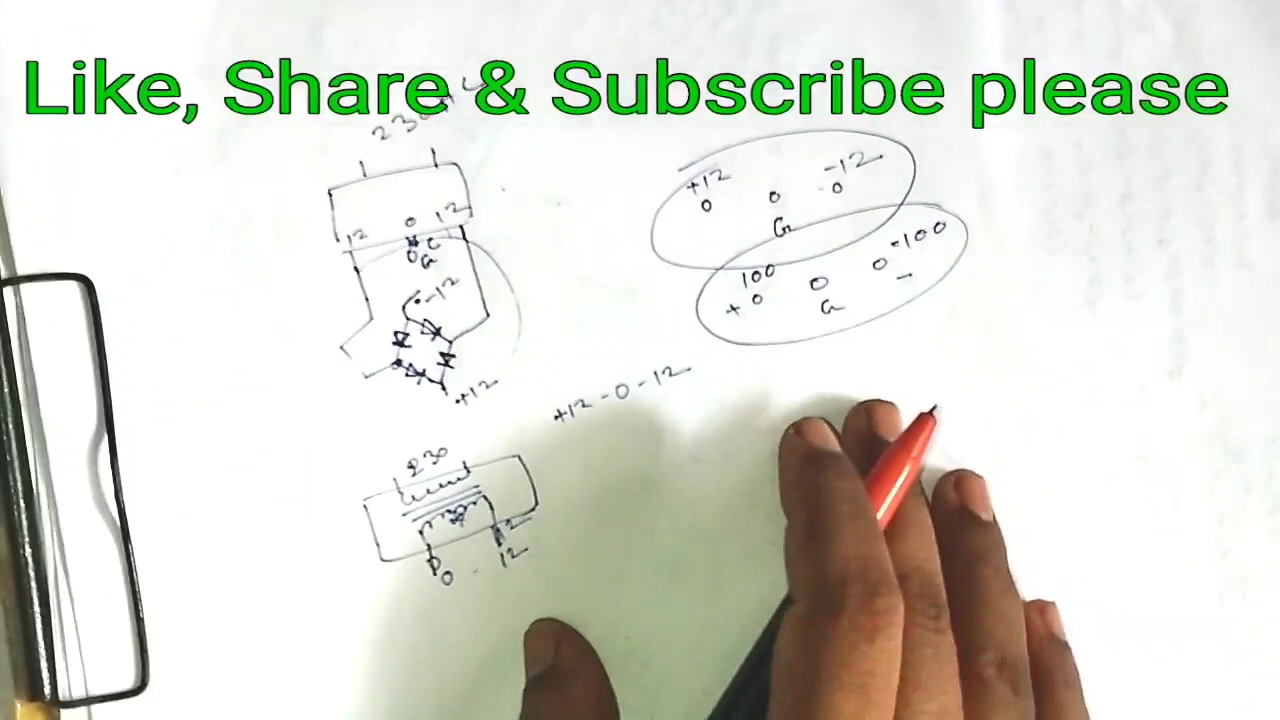 Like, Share & Subscribe please
+12 -12
0 0 0
G
12 0 12
100 0 -100
+ 0 0 -
G
G
-12
+12
+12 - 0 - 12
230
0 - 12